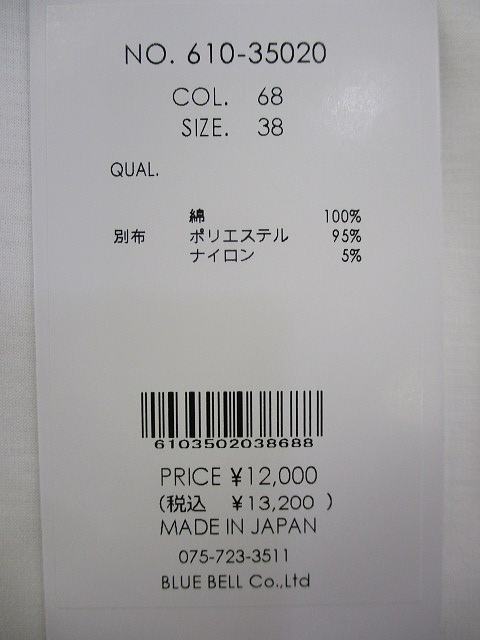 NO. 610-35020
COL. 68
SIZE. 38
QUAL.
綿 100%
別布 ポリエステル 95%
ナイロン 5%
6103502038688
PRICE ¥12,000
(税込 ¥13,200 )
MADE IN JAPAN
075-723-3511
BLUE BELL Co.,Ltd